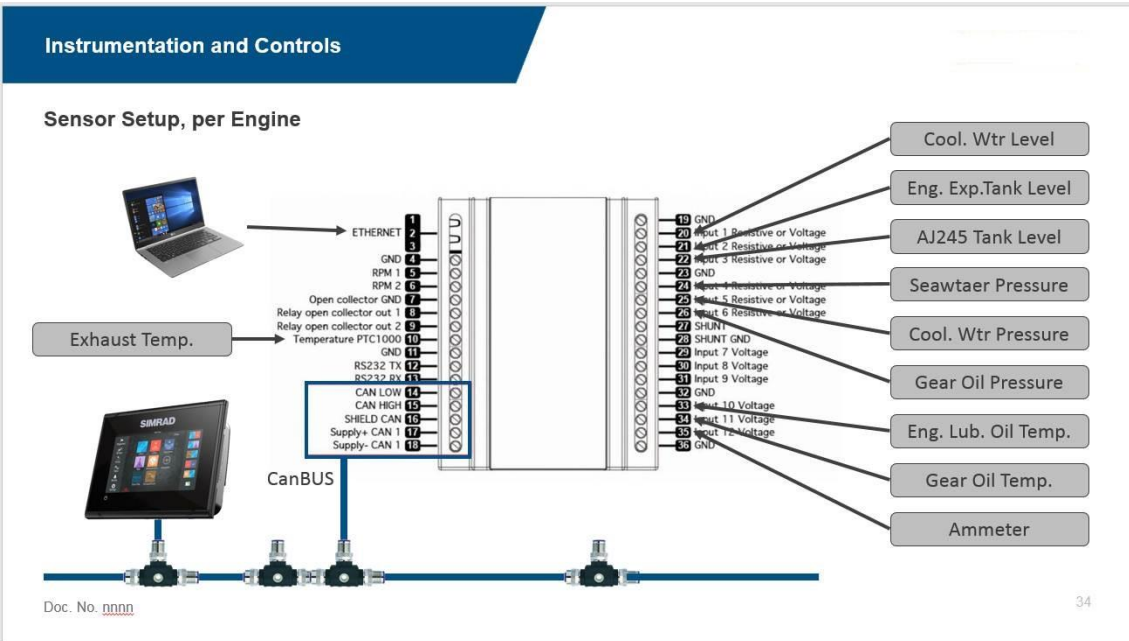 Instrumentation and Controls
Sensor Setup, per Engine
ETHERNET
1
2
3
GND 4
RPM 1 5
RPM 2 6
Open collector GND 7
Relay open collector out 1 8
Relay open collector out 2 9
Temperature PTC1000 10
GND 11
RS232 TX 12
RS232 RX 13
CAN LOW 14
CAN HIGH 15
SHIELD CAN 16
Supply+ CAN 1 17
Supply- CAN 1 18
Exhaust Temp.
SIMRAD
CanBUS
19 GND
20 Input 1 Resistive or Voltage
21 Input 2 Resistive or Voltage
22 Input 3 Resistive or Voltage
23 GND
24 Input 4 Resistive or Voltage
25 Input 5 Resistive or Voltage
26 Input 6 Resistive or Voltage
27 SHUNT
28 SHUNT GND
29 Input 7 Voltage
30 Input 8 Voltage
31 Input 9 Voltage
32 GND
33 Input 10 Voltage
34 Input 11 Voltage
35 Input 12 Voltage
36 GND
Cool. Wtr Level
Eng. Exp.Tank Level
AJ245 Tank Level
Seawtaer Pressure
Cool. Wtr Pressure
Gear Oil Pressure
Eng. Lub. Oil Temp.
Gear Oil Temp.
Ammeter
Doc. No. nnnn
34